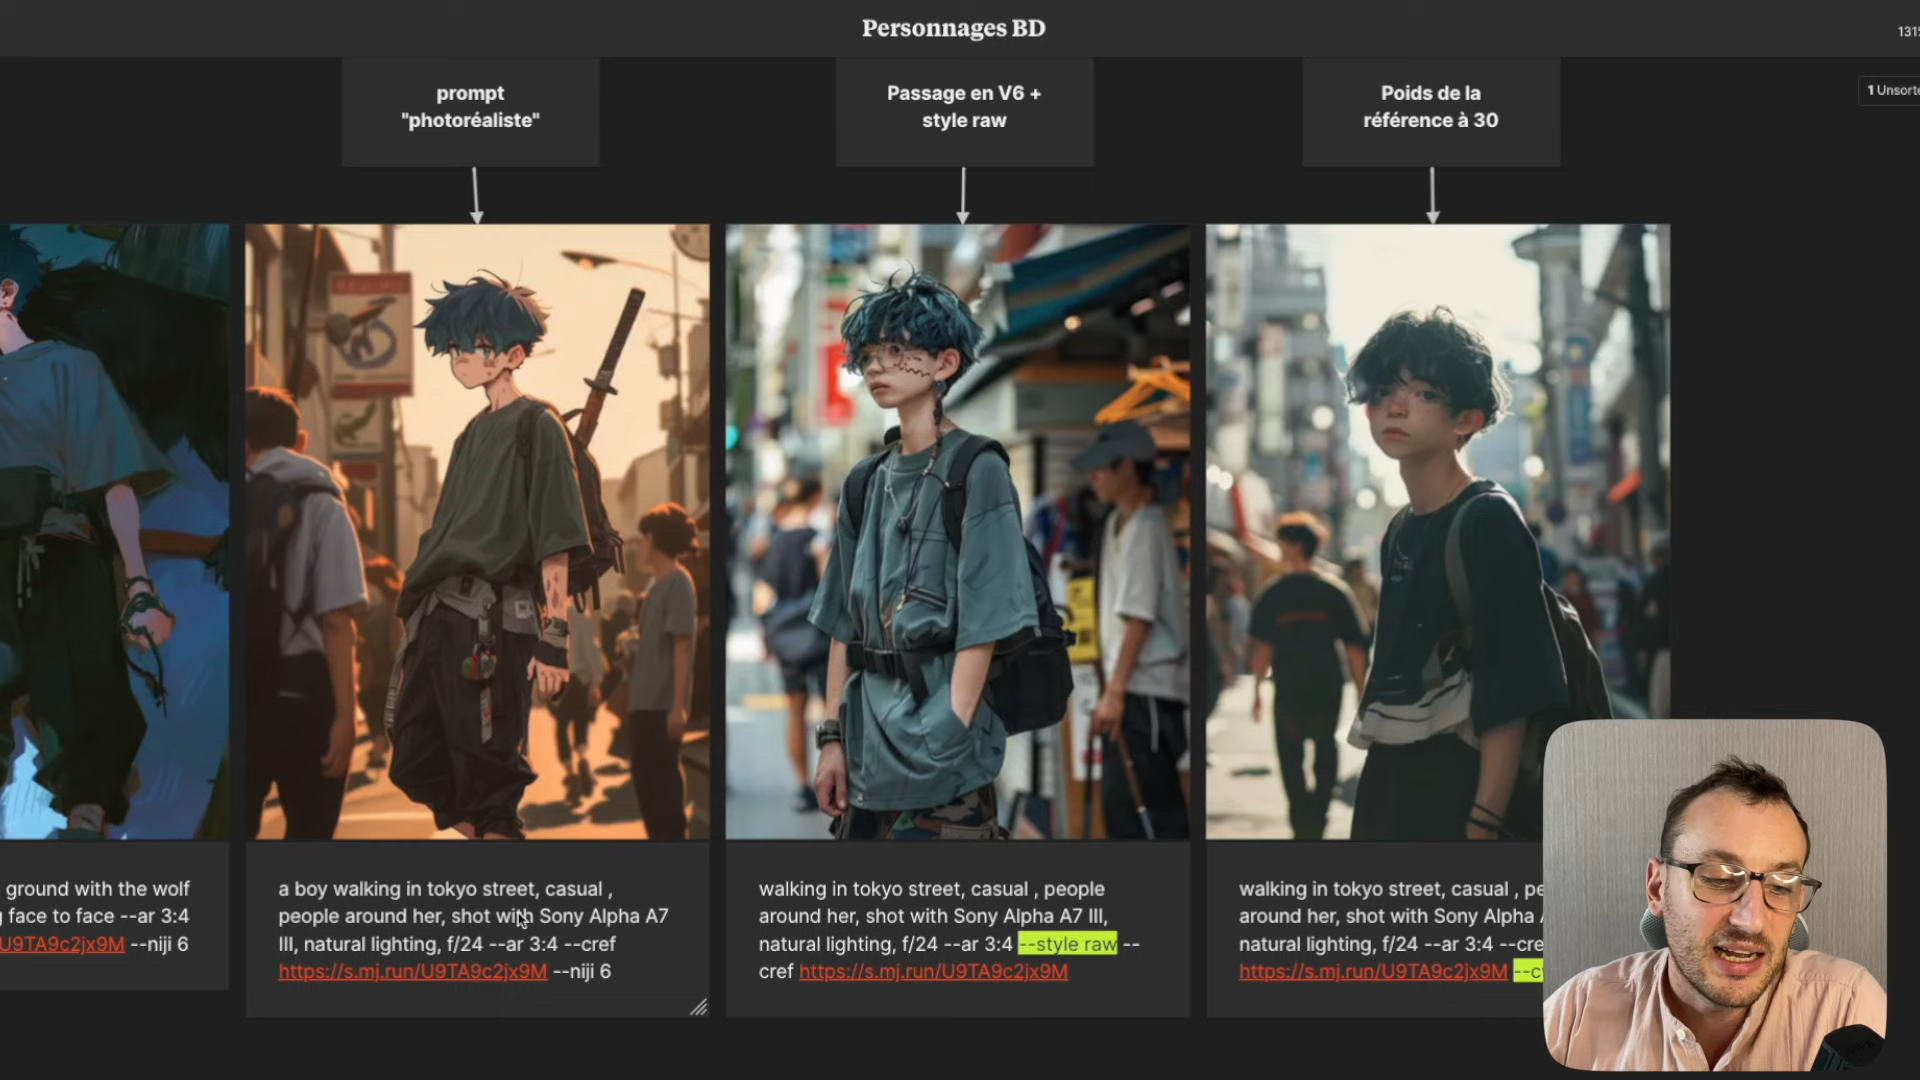 Personnages BD
1315
1 Unsorte
prompt
"photoréaliste"
Passage en V6 +
style raw
Poids de la
référence à 30
ground with the wolf
face to face --ar 3:4
U9TA9c2jx9M --niji 6
a boy walking in tokyo street, casual ,
people around her, shot with Sony Alpha A7
III, natural lighting, f/24 --ar 3:4 --cref
https://s.mj.run/U9TA9c2jx9M --niji 6
walking in tokyo street, casual , people
around her, shot with Sony Alpha A7 III,
natural lighting, f/24 --ar 3:4 --style raw --
cref https://s.mj.run/U9TA9c2jx9M
walking in tokyo street, casual , pe
around her, shot with Sony Alpha
natural lighting, f/24 --ar 3:4 --cre
https://s.mj.run/U9TA9c2jx9M --c